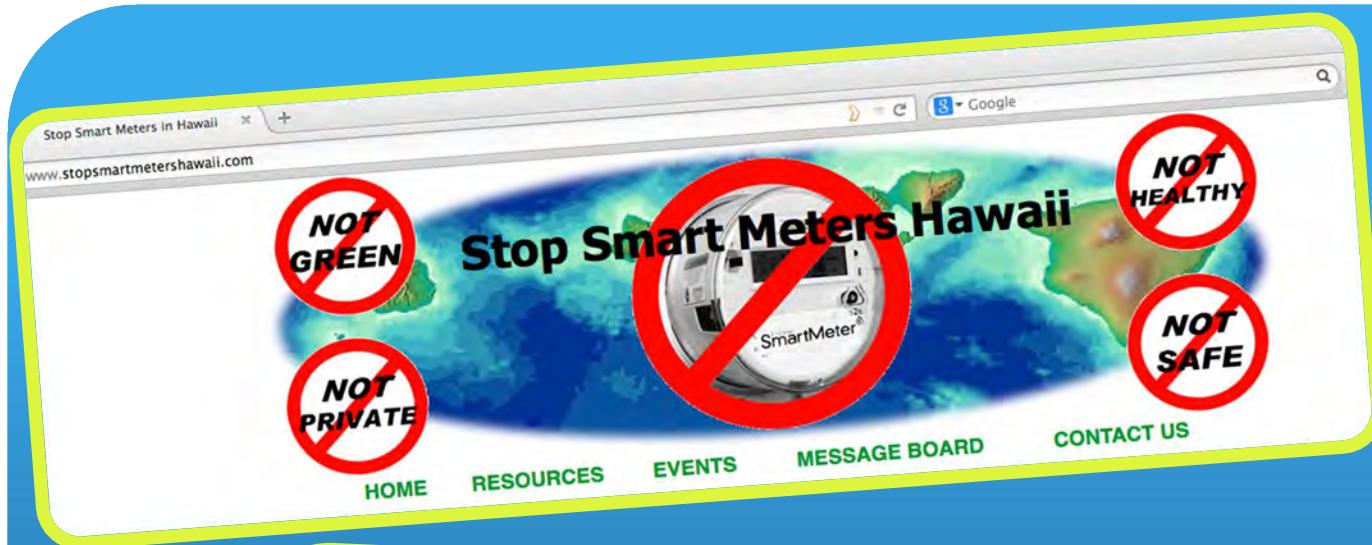 Stop Smart Meters in Hawaii
Google
www.stopsmartmetershawaii.com
NOT
GREEN
Stop Smart Meters Hawaii
NOT
HEALTHY
SmartMeter
NOT
PRIVATE
NOT
SAFE
HOME RESOURCES EVENTS MESSAGE BOARD CONTACT US